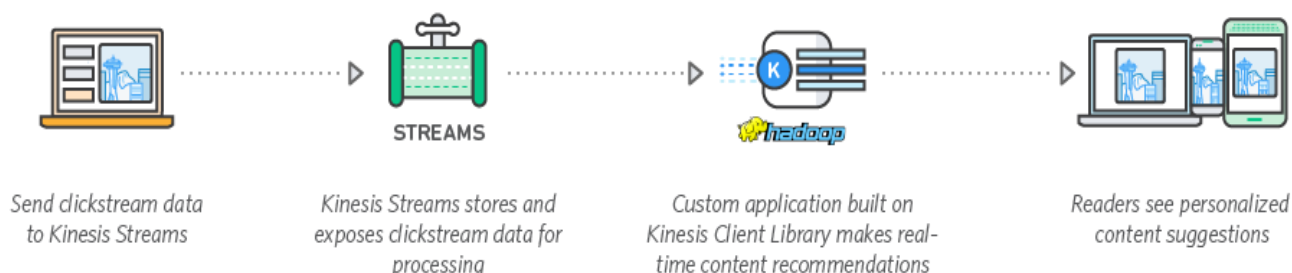 STREAMS
K
hadoop
Send clickstream data
to Kinesis Streams
Kinesis Streams stores and
exposes clickstream data for
processing
Custom application built on
Kinesis Client Library makes real-
time content recommendations
Readers see personalized
content suggestions